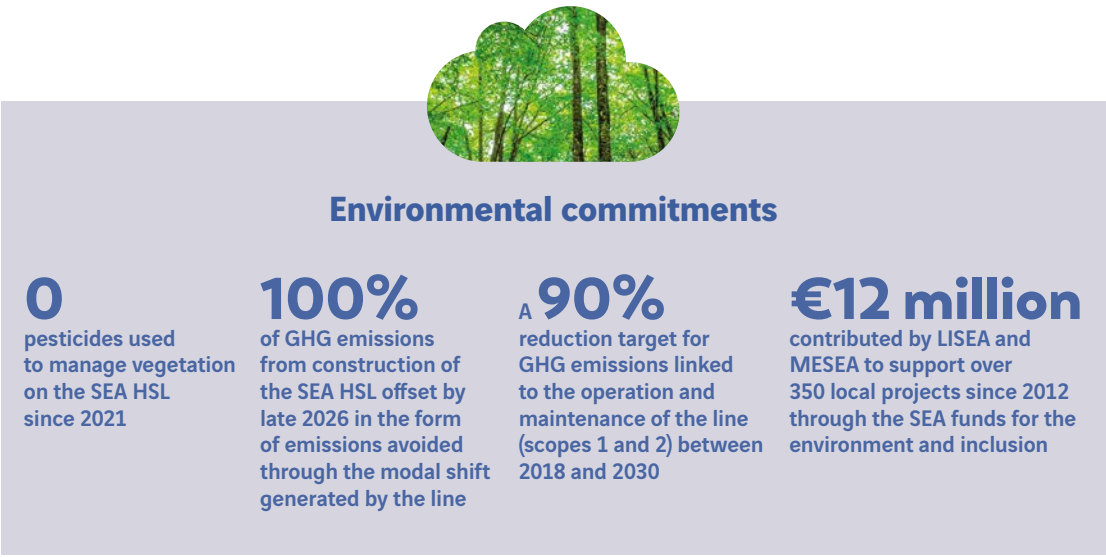 Environmental commitments
0
pesticides used
to manage vegetation
on the SEA HSL
since 2021
100%
of GHG emissions
from construction of
the SEA HSL offset by
late 2026 in the form
of emissions avoided
through the modal shift
generated by the line
A 90%
reduction target for
GHG emissions linked
to the operation and
maintenance of the line
(scopes 1 and 2) between
2018 and 2030
€12 million
contributed by LISEA and
MESEA to support over
350 local projects since 2012
through the SEA funds for the
environment and inclusion